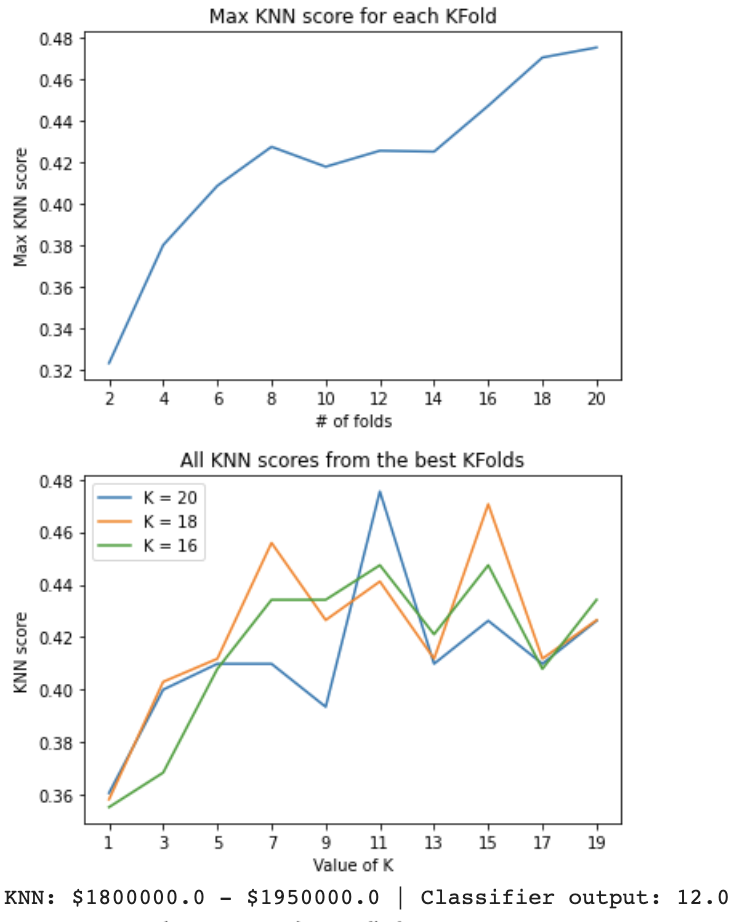 Max KNN score for each KFold
0.48
0.46
0.44
0.42
0.40
0.38
0.36
0.34
0.32
Max KNN score
2 4 6 8 10 12 14 16 18 20
# of folds
All KNN scores from the best KFolds
0.48
0.46
0.44
0.42
0.40
0.38
0.36
KNN score
K = 20
K = 18
K = 16
1 3 5 7 9 11 13 15 17 19
Value of K
KNN: $1800000.0 - $1950000.0 | Classifier output: 12.0